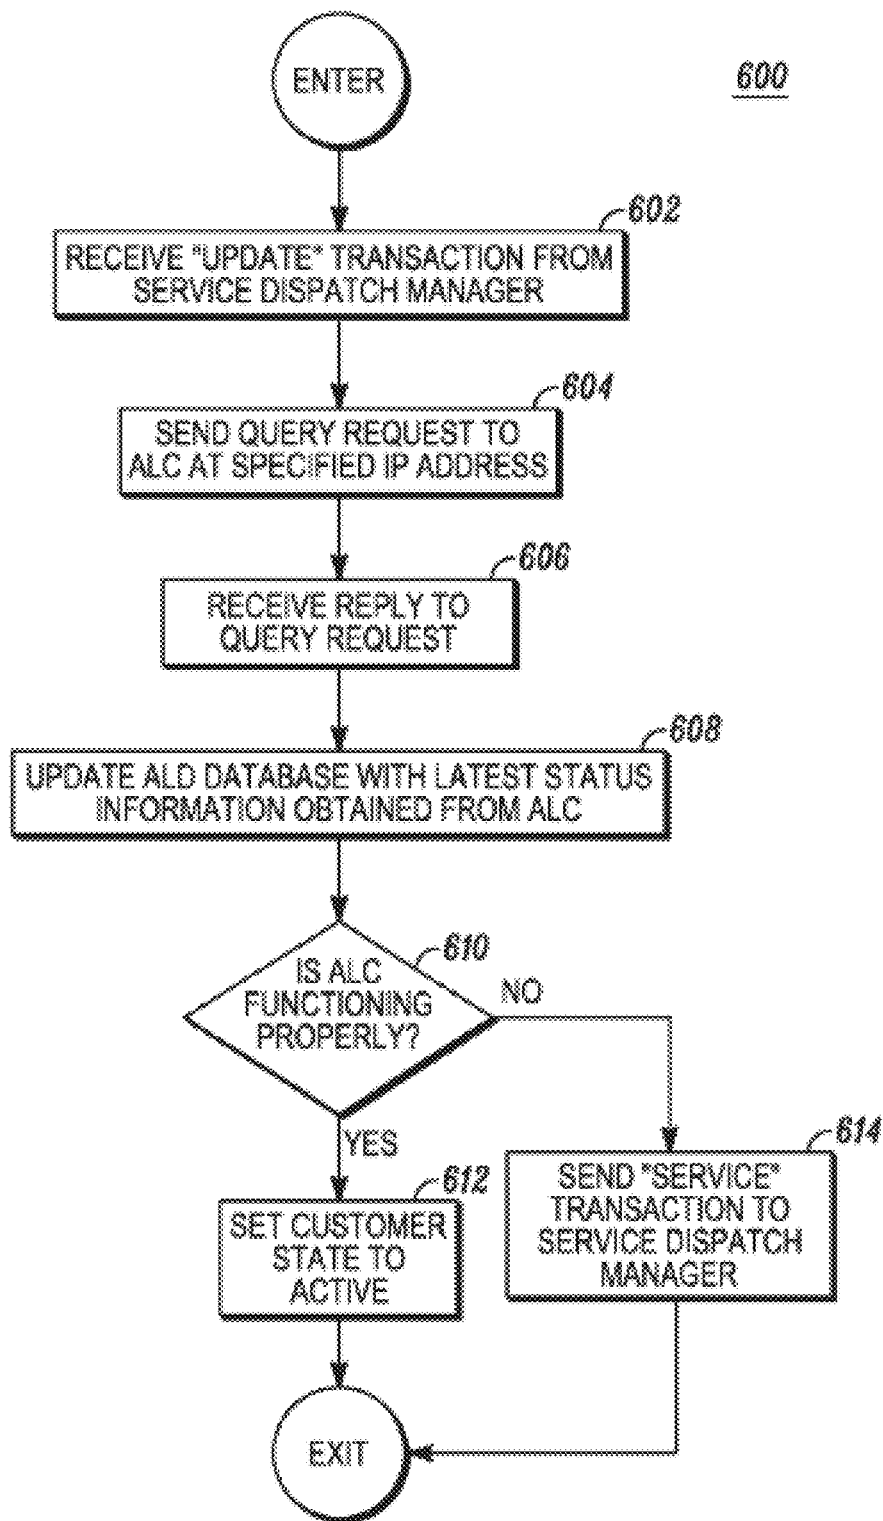 ENTER
600
602
RECEIVE "UPDATE" TRANSACTION FROM
SERVICE DISPATCH MANAGER
604
SEND QUERY REQUEST TO
ALC AT SPECIFIED IP ADDRESS
606
RECEIVE REPLY TO
QUERY REQUEST
608
UPDATE ALD DATABASE WITH LATEST STATUS
INFORMATION OBTAINED FROM ALC
610
IS ALC
FUNCTIONING
PROPERLY?
NO
YES
612
SET CUSTOMER
STATE TO
ACTIVE
614
SEND "SERVICE"
TRANSACTION TO
SERVICE DISPATCH
MANAGER
EXIT